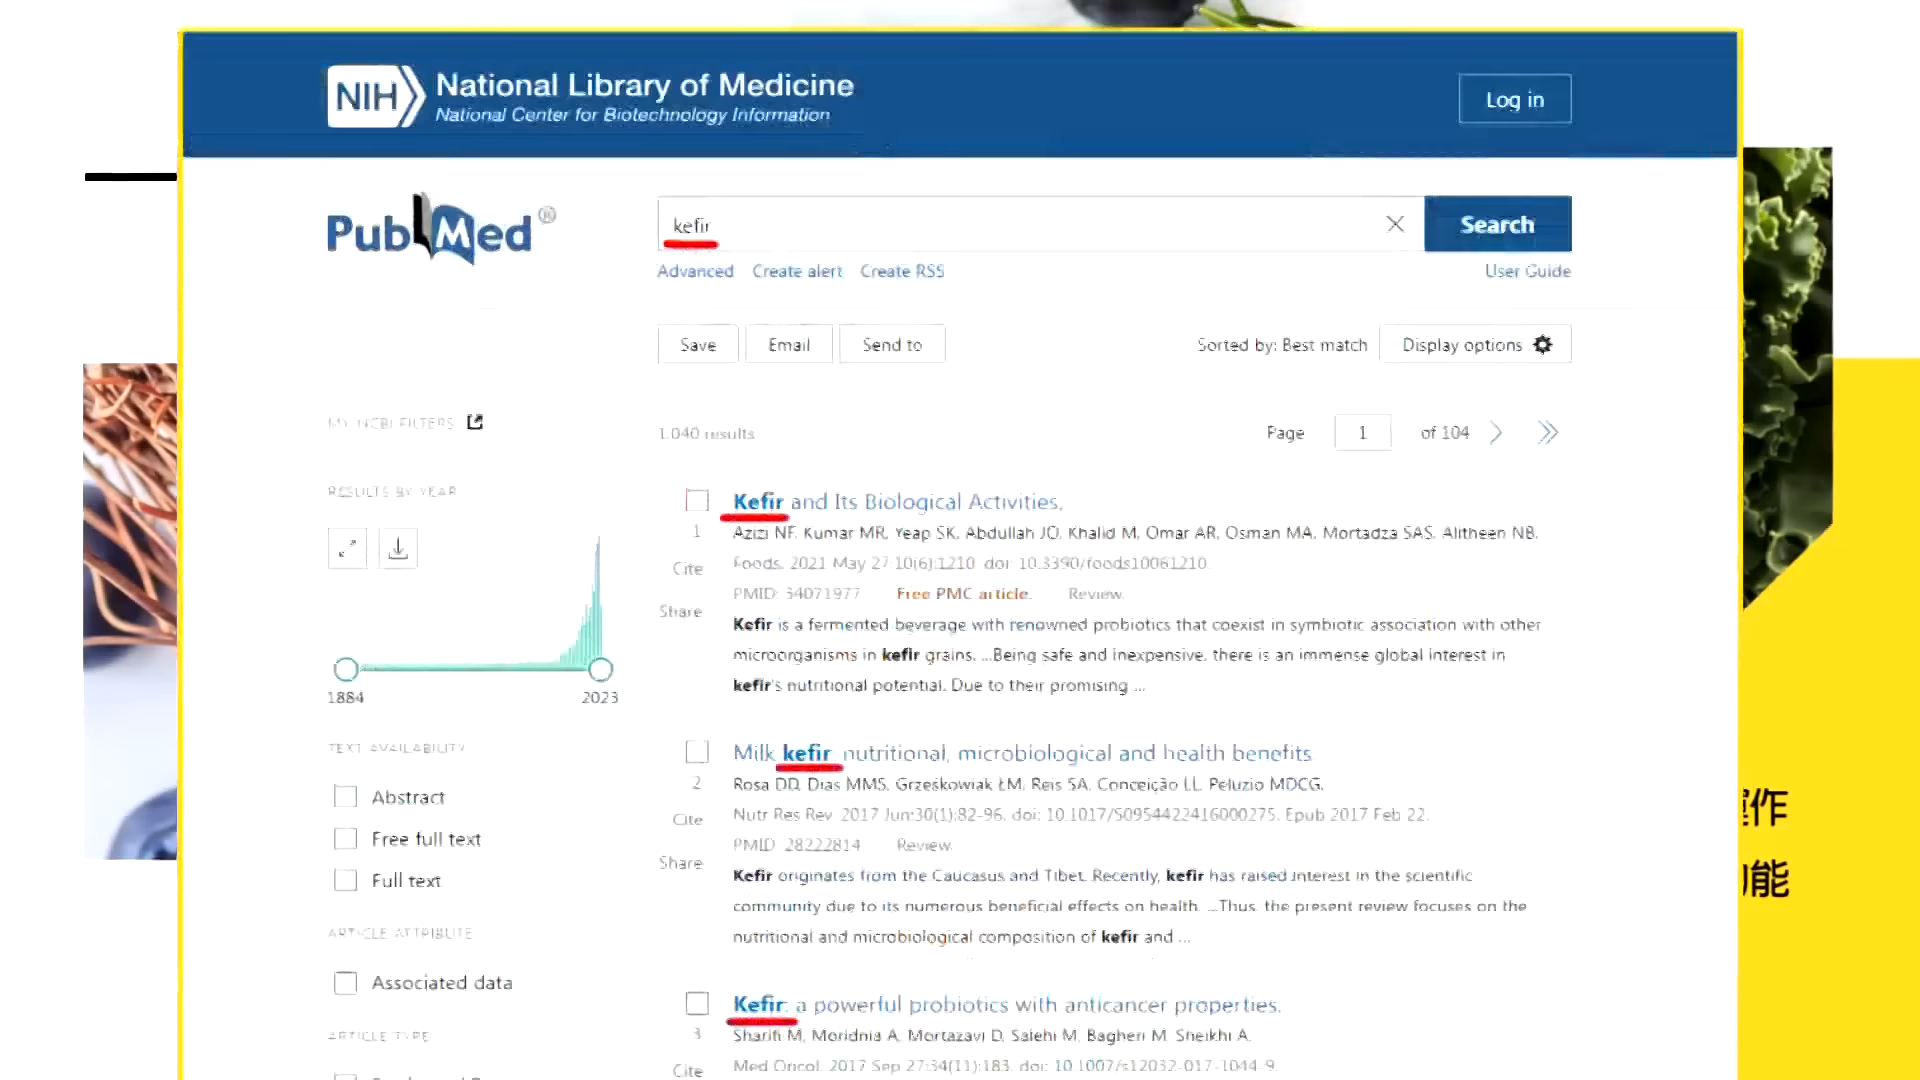 NIH National Library of Medicine
National Center for Biotechnology Information
Log in
PubMed®
kefir
Search
Advanced Create alert Create RSS
User Guide
Save Email Send to
Sorted by: Best match
Display options
MY NCBI FILTERS
1,040 results
Page 1 of 104
RESULTS BY YEAR
1884 2023
TEXT AVAILABILITY
Abstract
Free full text
Full text
ARTICLE ATTRIBUTE
Associated data
ARTICLE TYPE
Kefir and Its Biological Activities.
1
Azizi NF, Kumar MR, Yeap SK, Abdullah JO, Khalid M, Omar AR, Osman MA, Mortadza SAS, Alitheen NB.
Cite
Foods. 2021 May 27;10(6):1210. doi: 10.3390/foods10061210.
PMID: 34071977 Free PMC article. Review.
Share
Kefir is a fermented beverage with renowned probiotics that coexist in symbiotic association with other
microorganisms in kefir grains. ...Being safe and inexpensive, there is an immense global interest in
kefir's nutritional potential. Due to their promising ...
Milk kefir: nutritional, microbiological and health benefits.
2
Rosa DD, Dias MMS, Grześkowiak ŁM, Reis SA, Conceição LL, Peluzio MDCG.
Cite
Nutr Res Rev. 2017 Jun;30(1):82-96. doi: 10.1017/S0954422416000275. Epub 2017 Feb 22.
PMID: 28222814 Review.
Share
Kefir originates from the Caucasus and Tibet. Recently, kefir has raised interest in the scientific
community due to its numerous beneficial effects on health. ...Thus, the present review focuses on the
nutritional and microbiological composition of kefir and ...
Kefir: a powerful probiotics with anticancer properties.
3
Sharifi M, Moridnia A, Mortazavi D, Salehi M, Bagheri M, Sheikhi A.
Cite
Med Oncol. 2017 Sep 27;34(11):183. doi: 10.1007/s12032-017-1044-9.
作
能